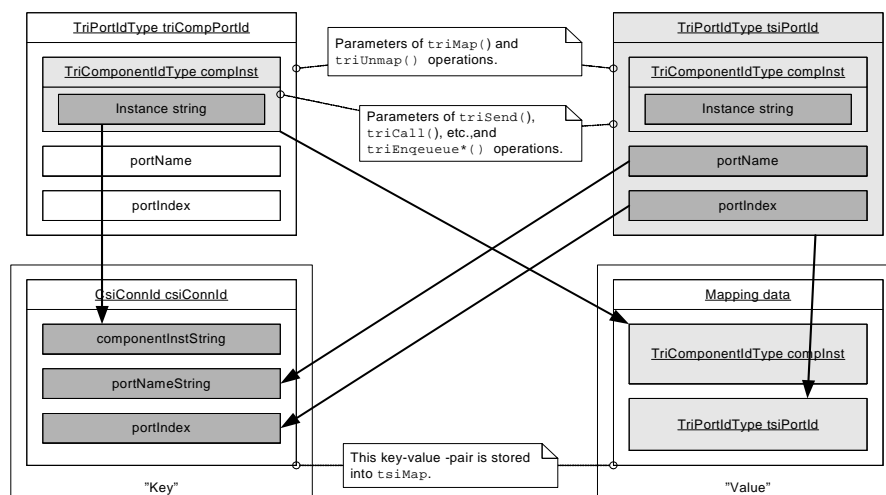 TriPortIdType triCompPortId
TriComponentIdType compInst
Instance string
portName
portIndex
Parameters of triMap() and
triUnmap() operations.
Parameters of triSend(),
triCall(), etc.,and
triEnqeueue*() operations.
TriPortIdType tsiPortId
TriComponentIdType compInst
Instance string
portName
portIndex
CsiConnId csiConnId
componentInstString
portNameString
portIndex
"Key"
This key-value -pair is stored
into tsiMap.
Mapping data
TriComponentIdType compInst
TriPortIdType tsiPortId
"Value"